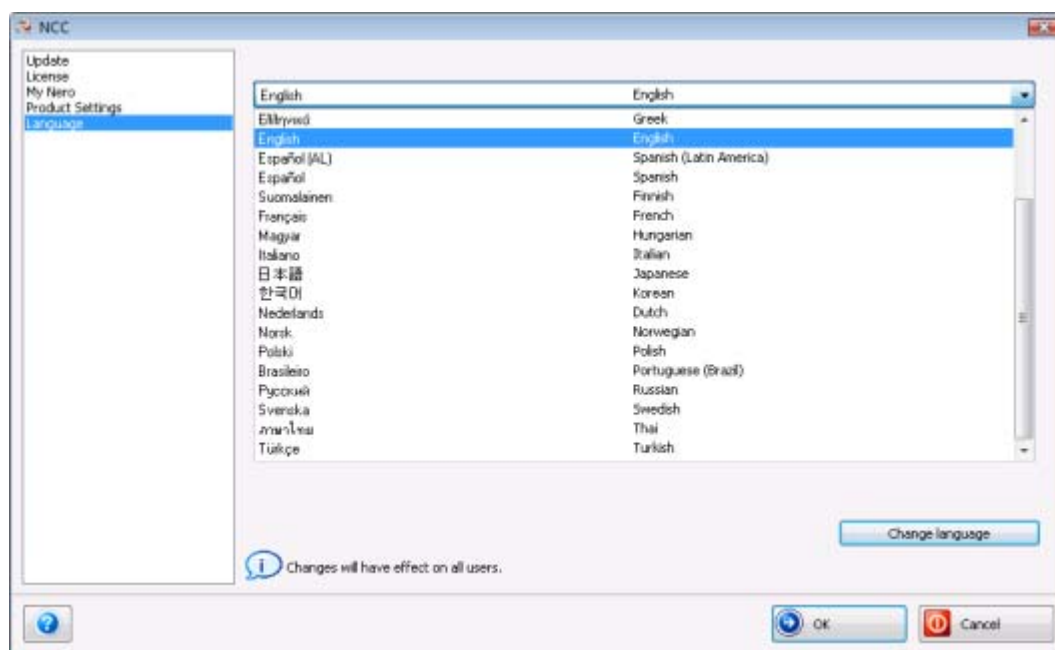 NCC
Update
License
My Nero
Product Settings
Language
English English
Ελληνικά Greek
English English
Español (AL) Spanish (Latin America)
Español Spanish
Suomalainen Finnish
Français French
Magyar Hungarian
Italiano Italian
日本語 Japanese
한국어 Korean
Nederlands Dutch
Norsk Norwegian
Polski Polish
Brasileiro Portuguese (Brazil)
Русский Russian
Svenska Swedish
ภาษาไทย Thai
Türkçe Turkish
Change language
Changes will have effect on all users.
OK Cancel